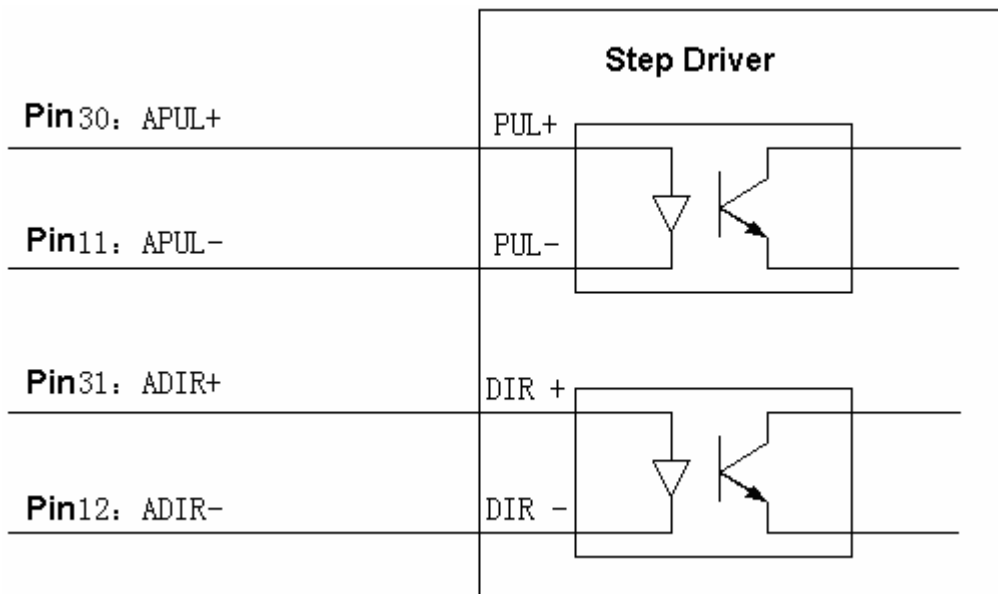 Step Driver
Pin30: APUL+
PUL+
Pin11: APUL-
PUL-
Pin31: ADIR+
DIR +
Pin12: ADIR-
DIR -